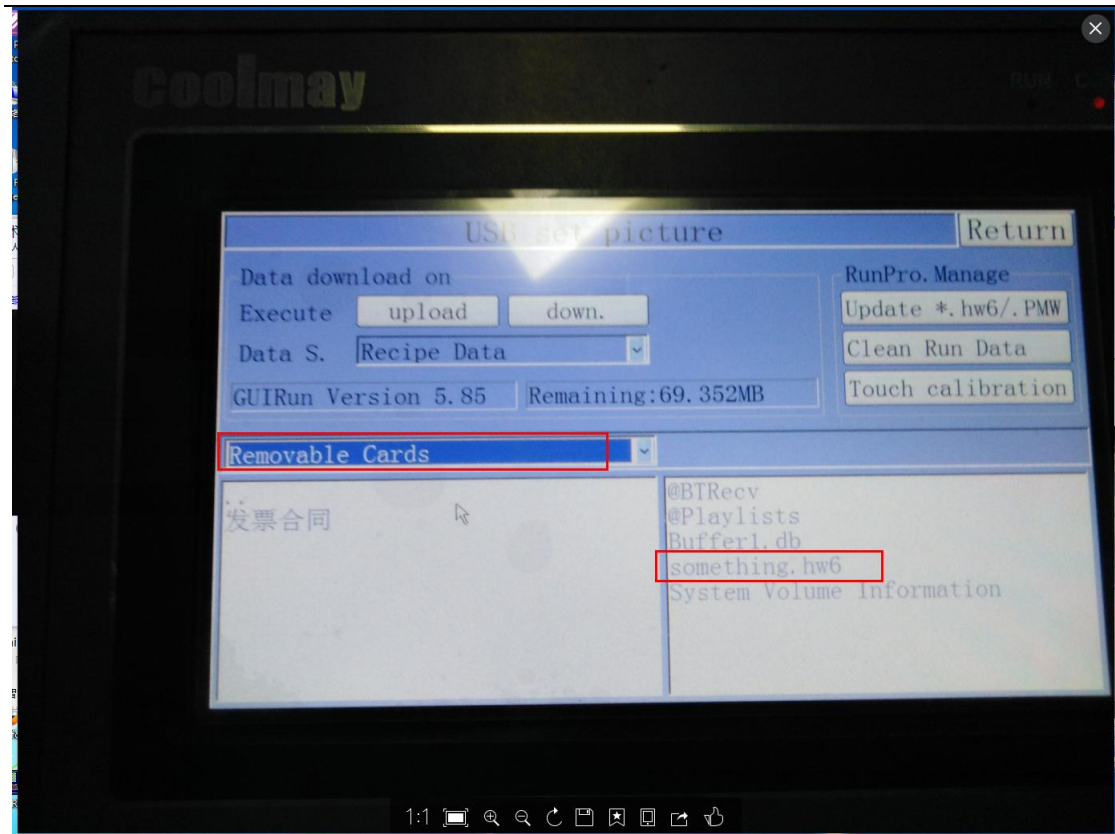 Coolmay
RUN
USB set picture
Return
Data download on
RunPro. Manage
Execute
upload
down.
Update *.hw6/.PMW
Data S.
Recipe Data
Clean Run Data
GUIRun Version 5.85
Remaining:69.352MB
Touch calibration
Removable Cards
..
发票合同
@BTRecv
@Playlists
Buffer1.db
something.hw6
System Volume Information
1:1